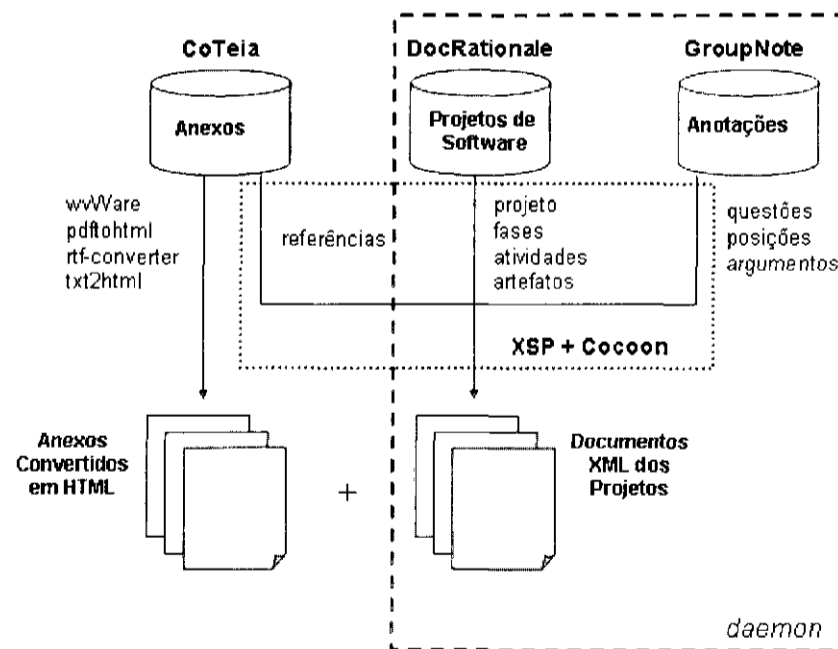 CoTeia
DocRationale
GroupNote
Anexos
Projetos de
Software
Anotações
wvWare
pdftohtml
rtf-converter
txt2html
referências
projeto
fases
atividades
artefatos
questões
posições
argumentos
XSP + Cocoon
Anexos
Convertidos
em HTML
+
Documentos
XML dos
Projetos
daemon